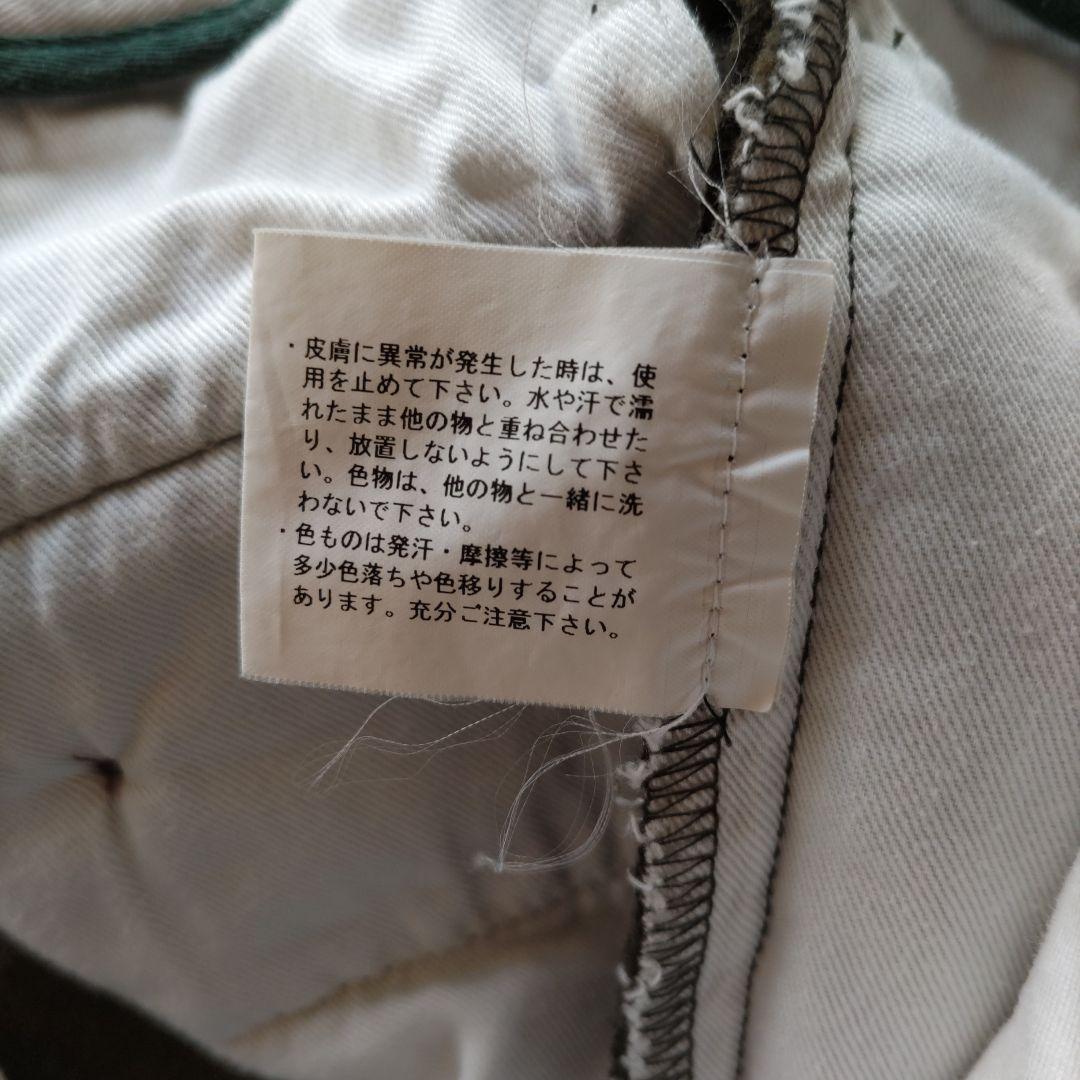 ・皮膚に異常が発生した時は、使
用を止めて下さい。水や汗で濡
れたまま他の物と重ね合わせた
り、放置しないようにして下さ
い。色物は、他の物と一緒に洗
わないで下さい。
・色ものは発汗・摩擦等によって
多少色落ちや色移りすることが
あります。充分ご注意下さい。